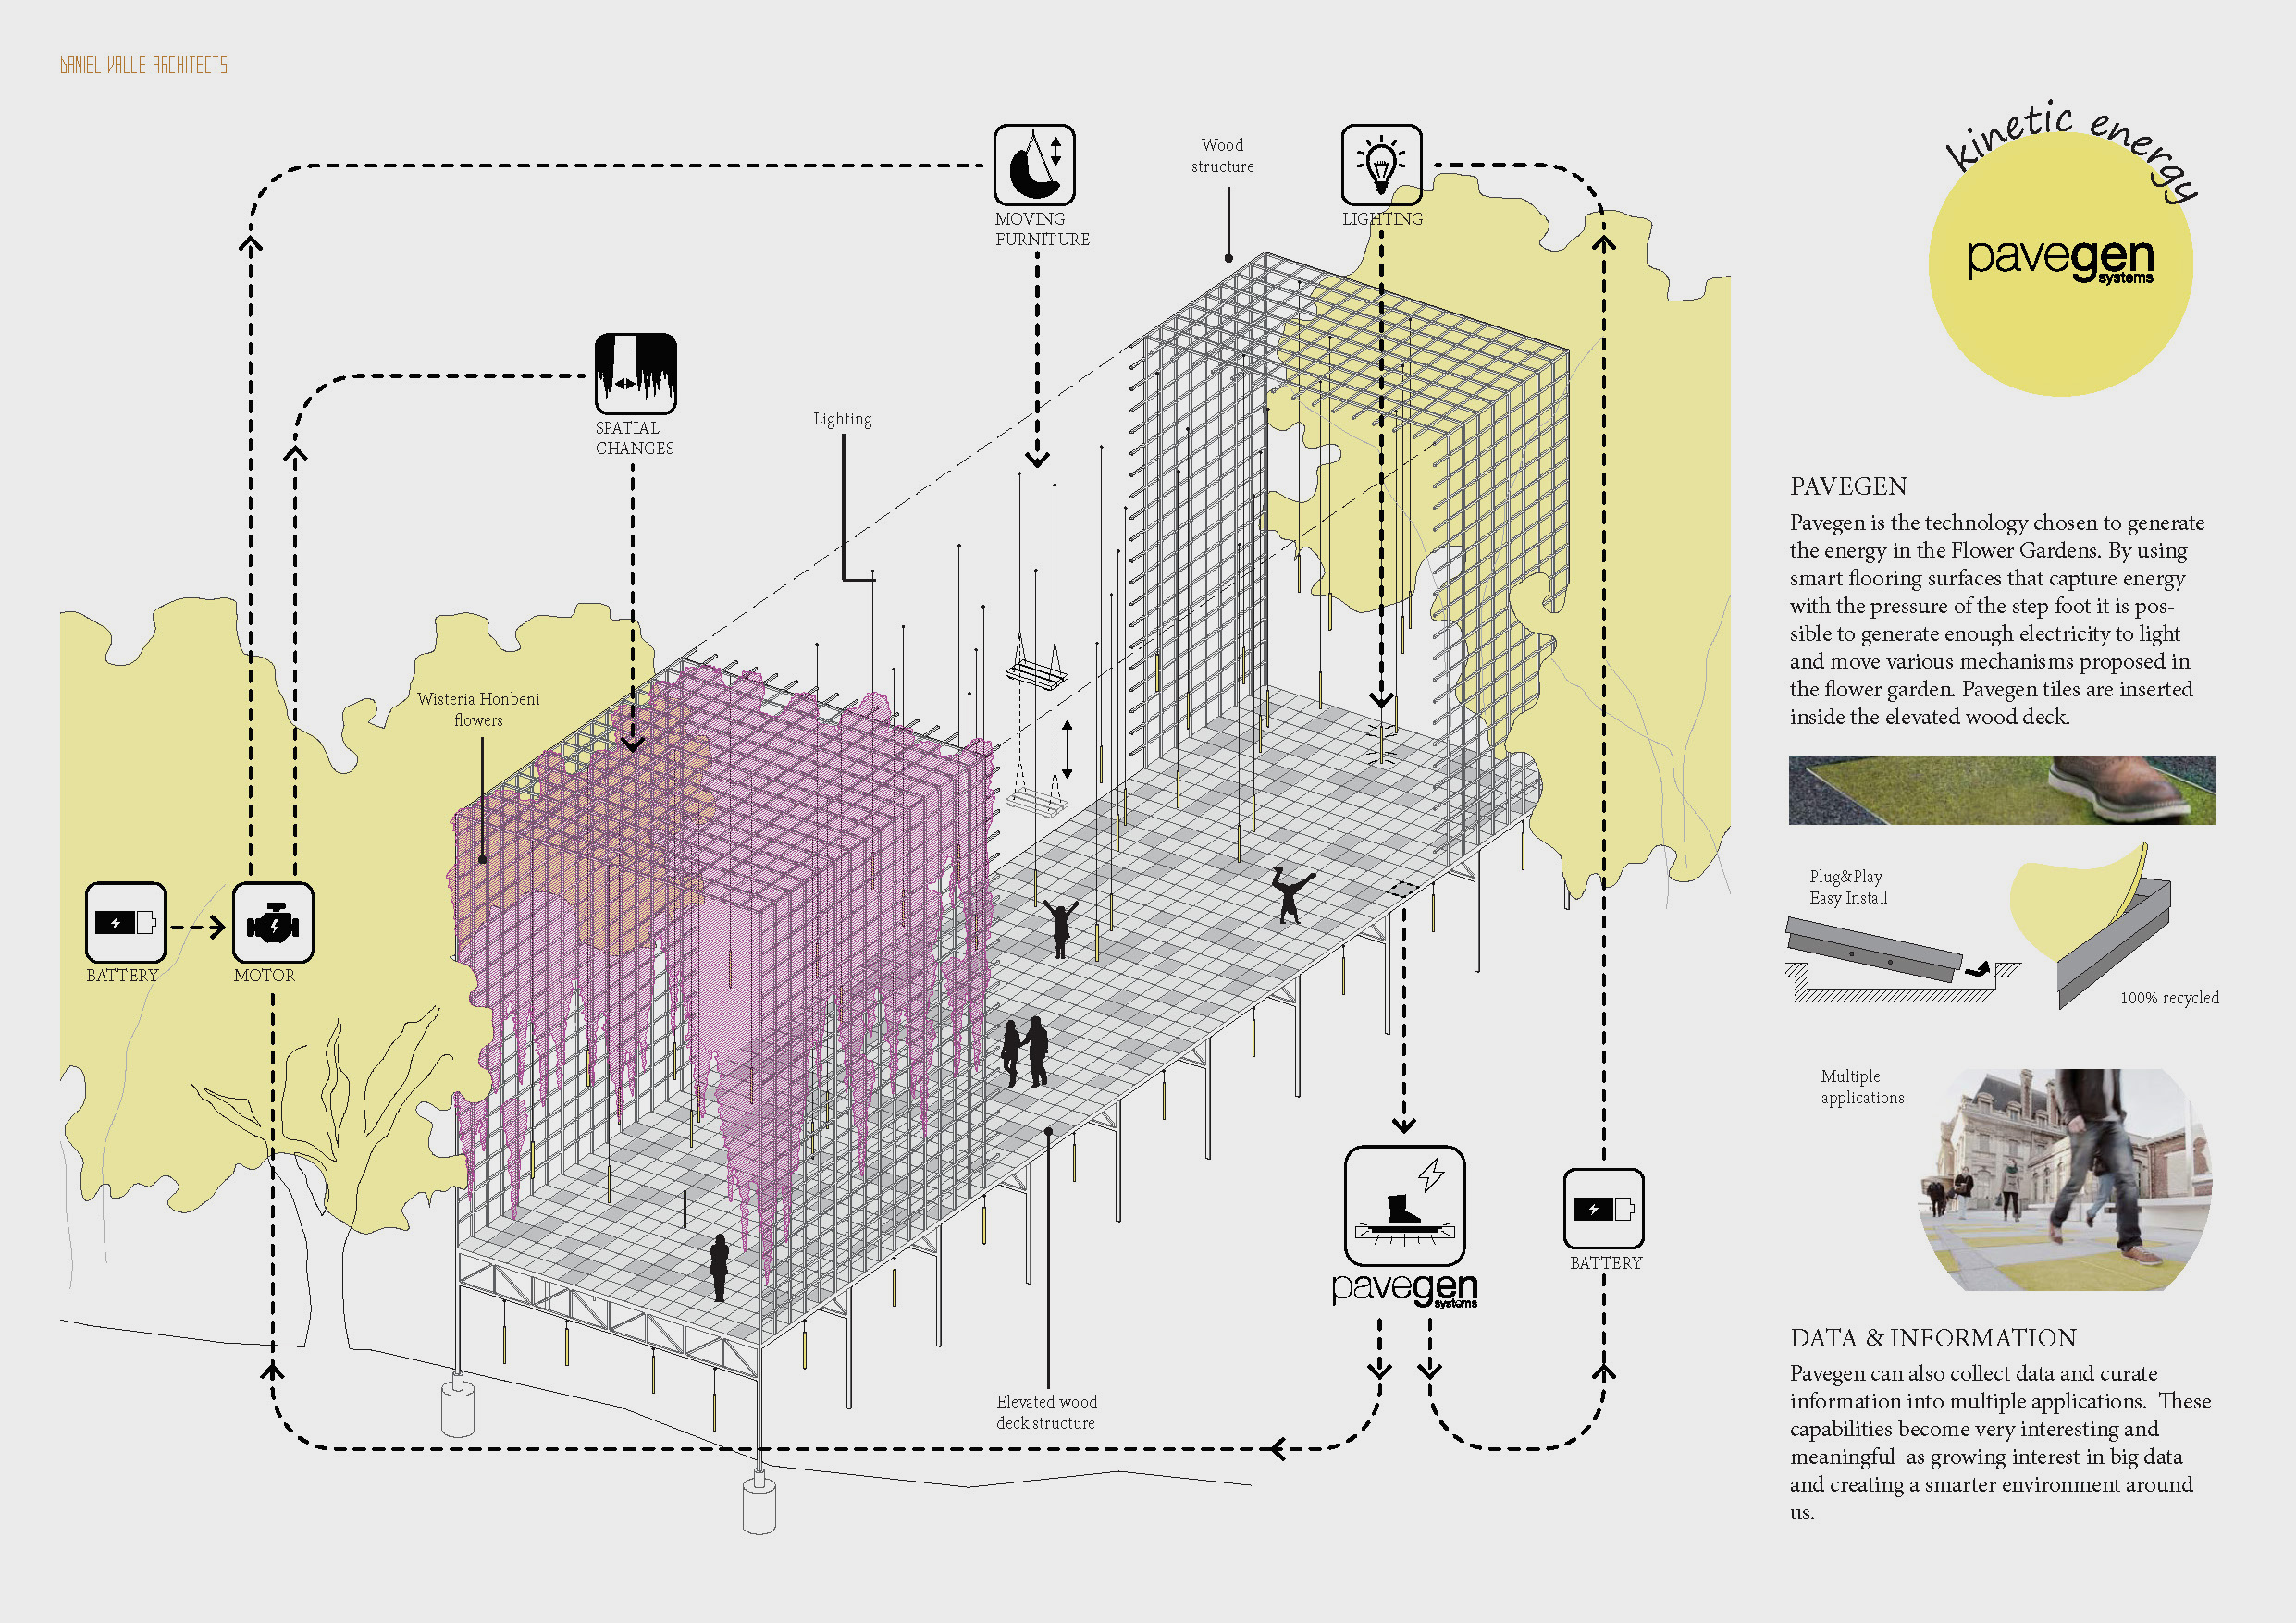 DANIEL VALLE ARCHITECTS
kinetic energy
pavegen
systems
MOVING
FURNITURE
Wood
structure
LIGHTING
SPATIAL
CHANGES
Lighting
Wisteria Honbeni
flowers
BATTERY
MOTOR
Elevated wood
deck structure
pavegen
systems
BATTERY
PAVEGEN
Pavegen is the technology chosen to generate
the energy in the Flower Gardens. By using
smart flooring surfaces that capture energy
with the pressure of the step foot it is pos-
sible to generate enough electricity to light
and move various mechanisms proposed in
the flower garden. Pavegen tiles are inserted
inside the elevated wood deck.
Plug&Play
Easy Install
100% recycled
Multiple
applications
DATA & INFORMATION
Pavegen can also collect data and curate
information into multiple applications. These
capabilities become very interesting and
meaningful as growing interest in big data
and creating a smarter environment around
us.